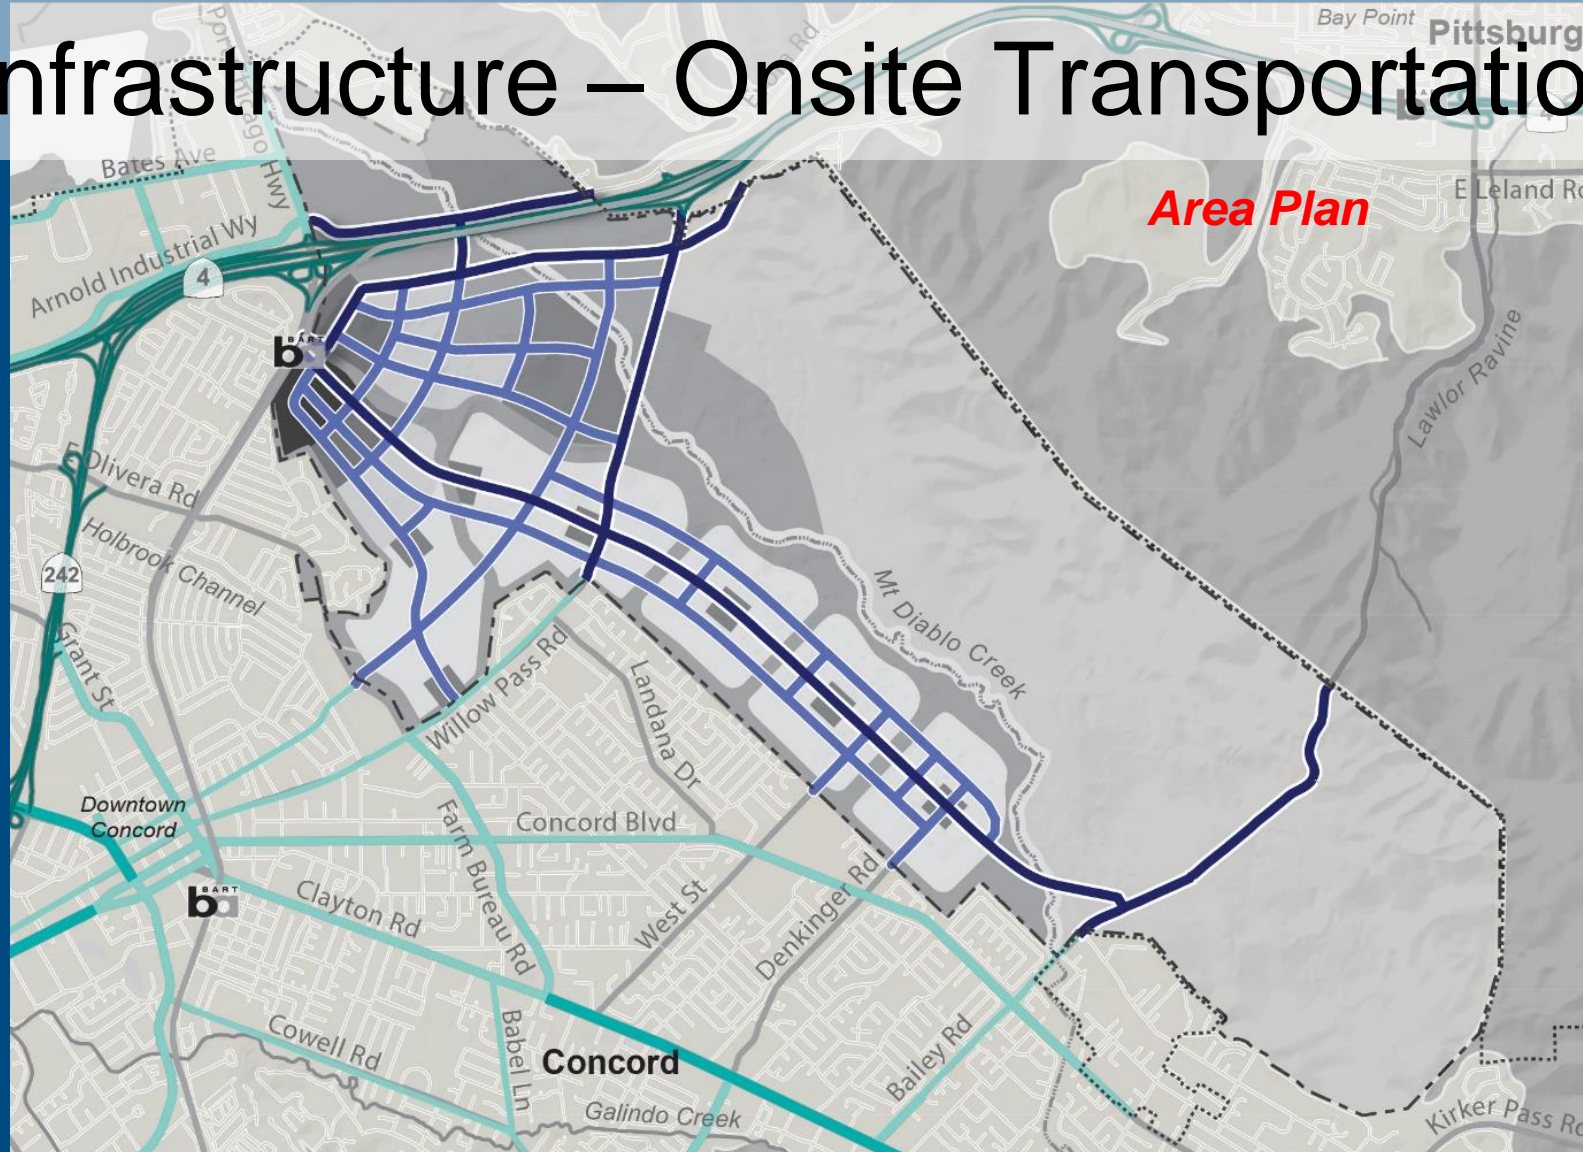 Bay Point
Pittsburg
nfrastructure – Onsite Transportatio
Bates Ave
Area Plan
E Leland Rd
Arnold Industrial Wy
4
BART
Lawlor Ravine
Olivera Rd
Holbrook Channel
242
Mt Diablo Creek
Grant St
Willow Pass Rd
Landana Dr
Downtown
Concord
Concord Blvd
Farm Bureau Rd
BART
Clayton Rd
West St
Denkinger Rd
Cowell Rd
Babel Ln
Concord
Bailey Rd
Galindo Creek
Kirker Pass Rd